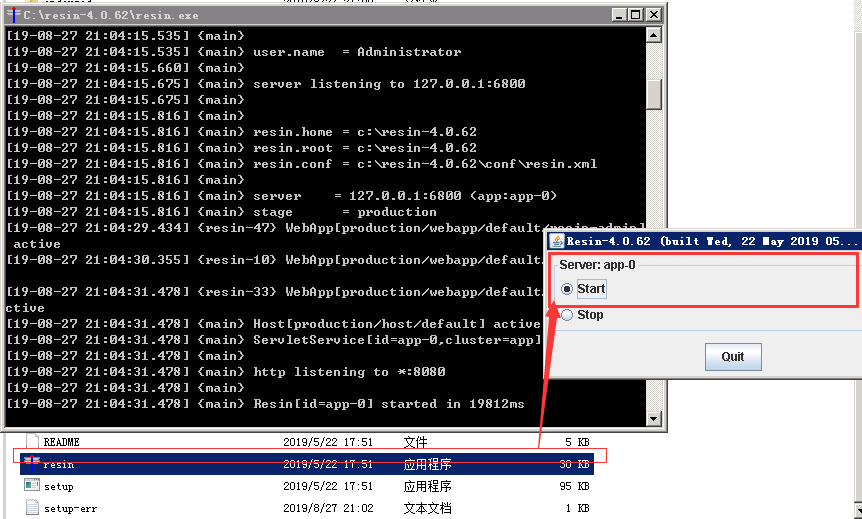 C:\resin-4.0.62\resin.exe
[19-08-27 21:04:15.535] {main}
[19-08-27 21:04:15.535] {main} user.name  = Administrator
[19-08-27 21:04:15.660] {main}
[19-08-27 21:04:15.675] {main} server listening to 127.0.0.1:6800
[19-08-27 21:04:15.675] {main}
[19-08-27 21:04:15.816] {main}
[19-08-27 21:04:15.816] {main} resin.home = c:\resin-4.0.62
[19-08-27 21:04:15.816] {main} resin.root = c:\resin-4.0.62
[19-08-27 21:04:15.816] {main} resin.conf = c:\resin-4.0.62\conf\resin.xml
[19-08-27 21:04:15.816] {main}
[19-08-27 21:04:15.816] {main} server    = 127.0.0.1:6800 (app:app-0)
[19-08-27 21:04:15.816] {main} stage     = production
[19-08-27 21:04:29.434] {resin-47} WebApp[production/webapp/default/resin-admin]
active
[19-08-27 21:04:30.355] {resin-10} WebApp[production/webapp/default
[19-08-27 21:04:31.478] {resin-33} WebApp[production/webapp/default
ctive
[19-08-27 21:04:31.478] {main} Host[production/host/default] active
[19-08-27 21:04:31.478] {main} ServletService[id=app-0,cluster=app]
[19-08-27 21:04:31.478] {main}
[19-08-27 21:04:31.478] {main} http listening to *:8080
[19-08-27 21:04:31.478] {main}
[19-08-27 21:04:31.478] {main} Resin[id=app-0] started in 19812ms
Resin-4.0.62 (built Wed, 22 May 2019 05...
Server: app-0
Start
Stop
Quit
README 2019/5/22 17:51 文件 5 KB
resin 2019/5/22 17:51 应用程序 30 KB
setup 2019/5/22 17:51 应用程序 95 KB
setup-err 2019/8/27 21:02 文本文档 1 KB